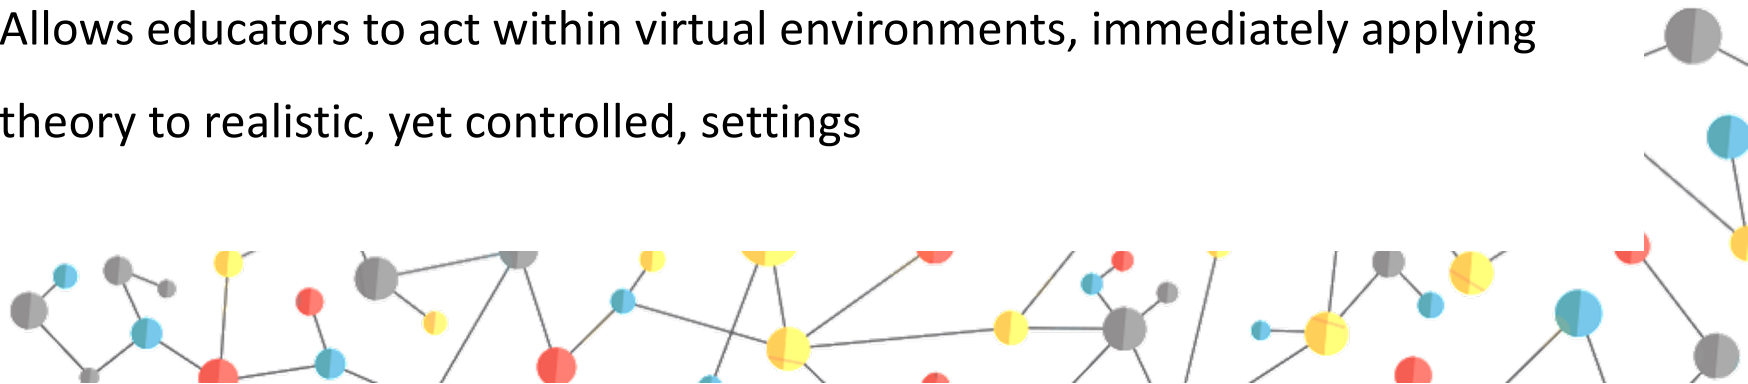 Allows educators to act within virtual environments, immediately applying
theory to realistic, yet controlled, settings